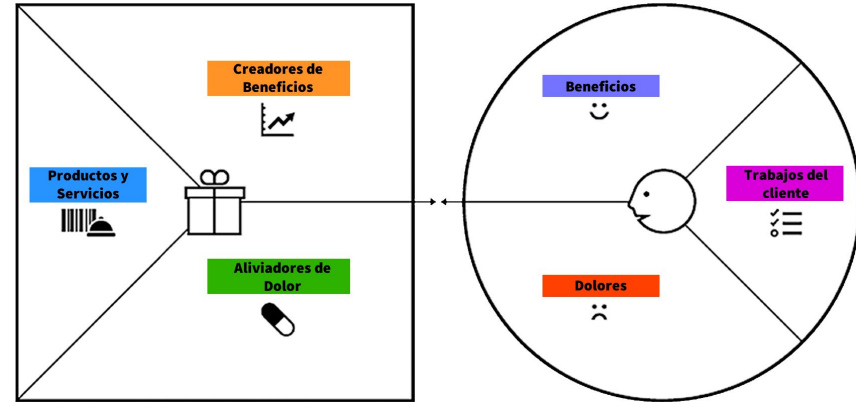 Creadores de
Beneficios
Productos y
Servicios
Aliviadores de
Dolor
Beneficios
Trabajos del
cliente
Dolores